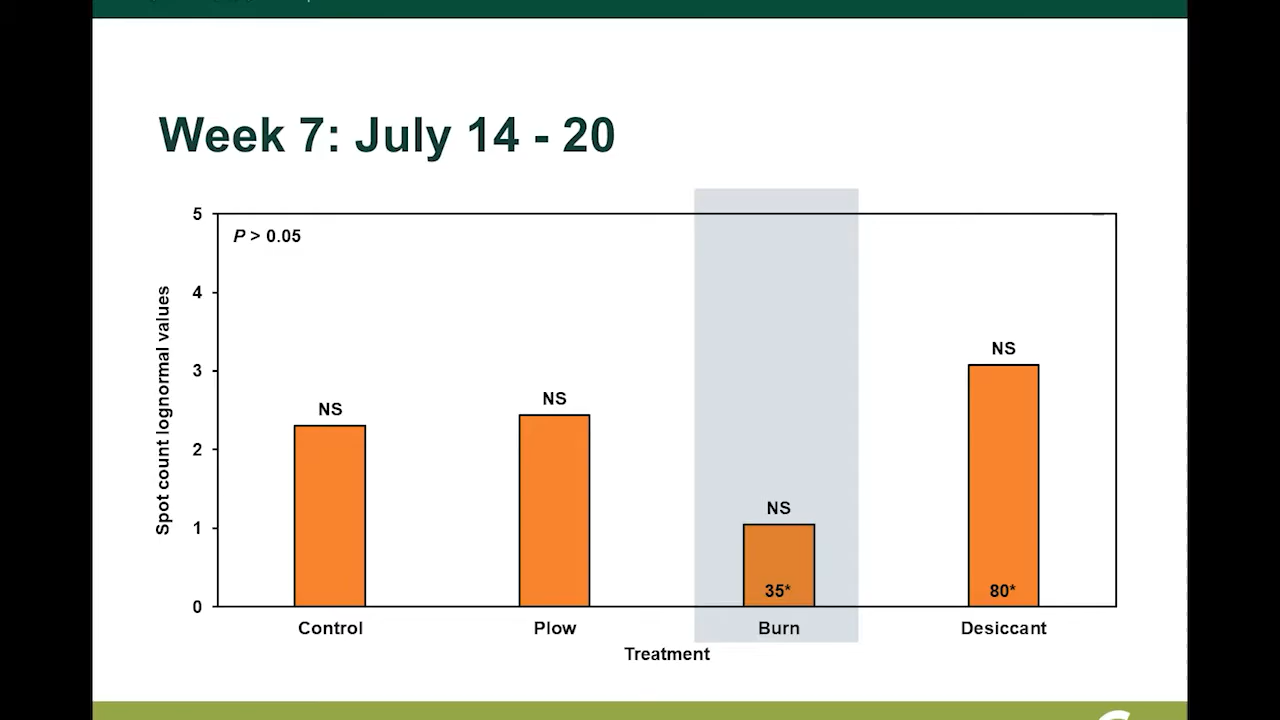 Week 7: July 14 - 20
P > 0.05
Spot count lognormal values
5
4
3
2
1
0
NS
NS
NS
NS
35*
80*
Control
Plow
Burn
Desiccant
Treatment